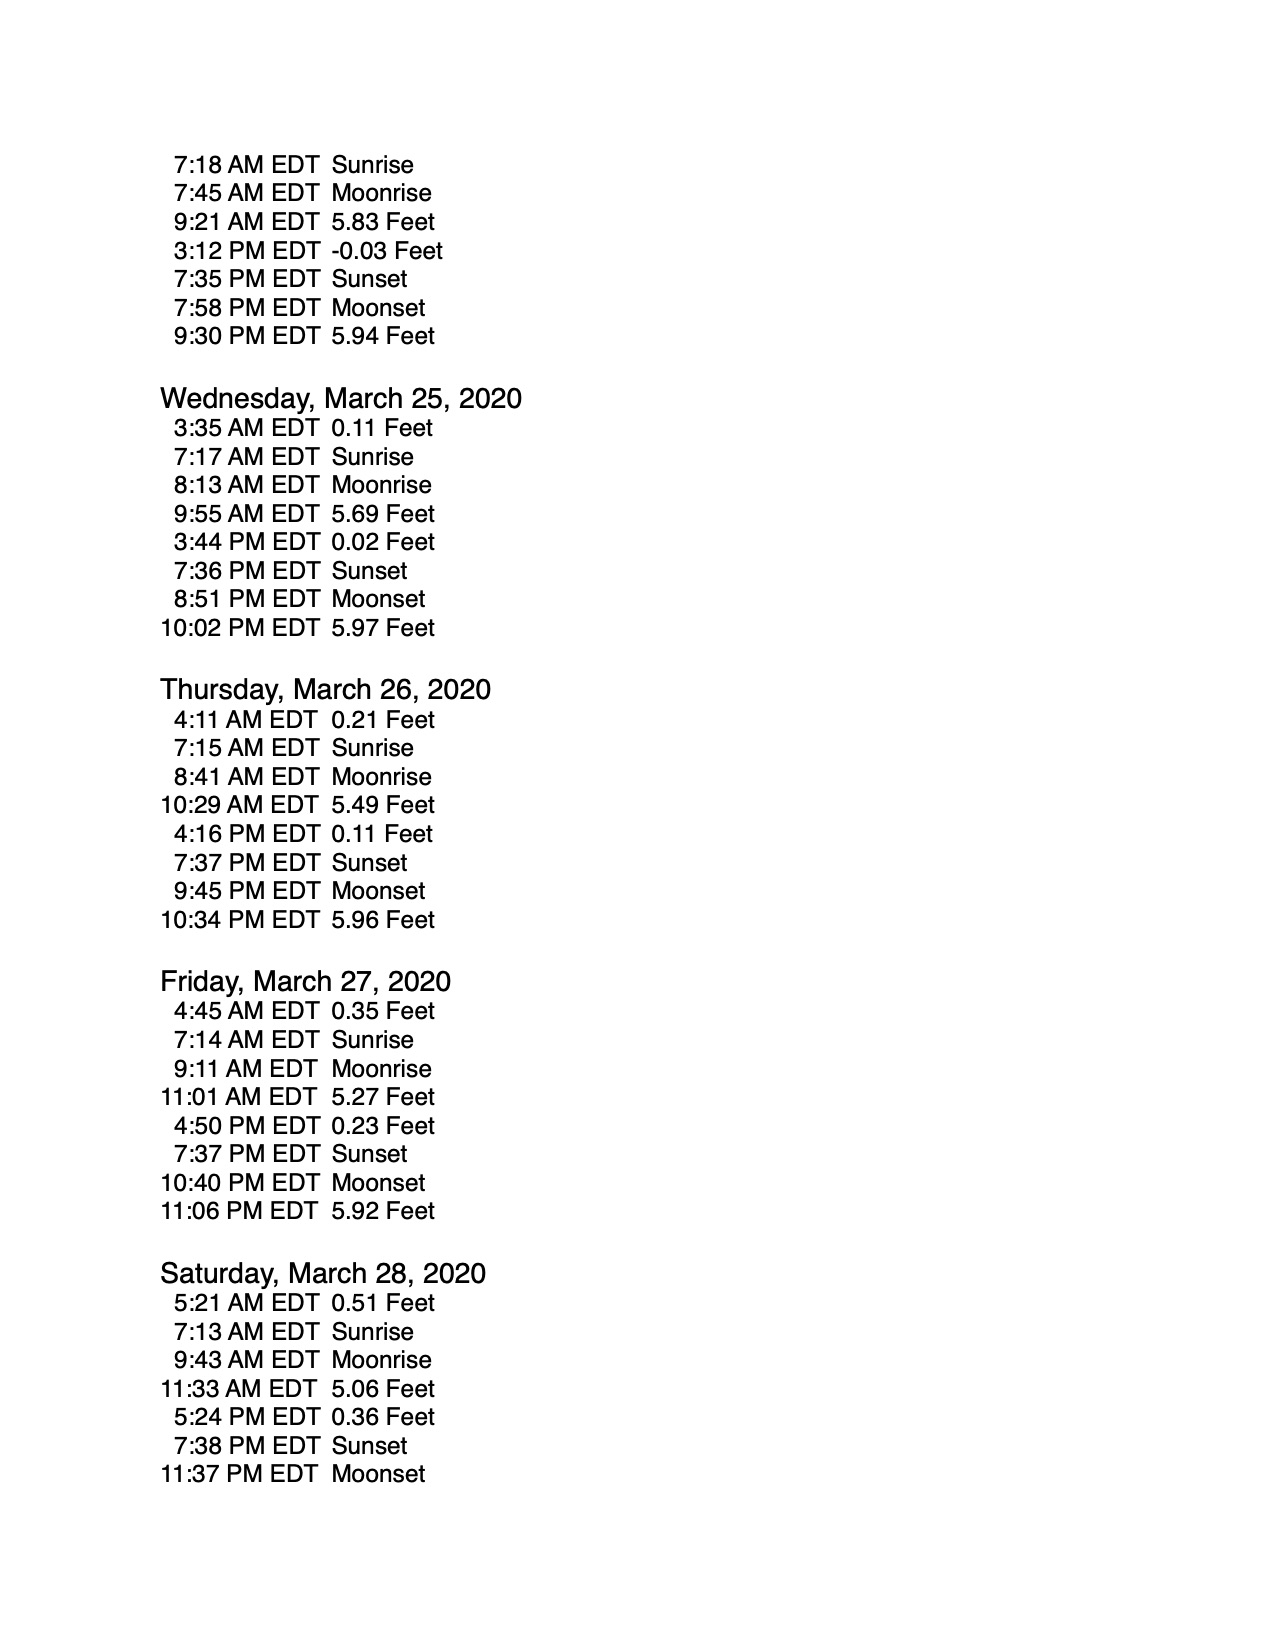 7:18 AM EDT Sunrise
7:45 AM EDT Moonrise
9:21 AM EDT 5.83 Feet
3:12 PM EDT -0.03 Feet
7:35 PM EDT Sunset
7:58 PM EDT Moonset
9:30 PM EDT 5.94 Feet
Wednesday, March 25, 2020
3:35 AM EDT 0.11 Feet
7:17 AM EDT Sunrise
8:13 AM EDT Moonrise
9:55 AM EDT 5.69 Feet
3:44 PM EDT 0.02 Feet
7:36 PM EDT Sunset
8:51 PM EDT Moonset
10:02 PM EDT 5.97 Feet
Thursday, March 26, 2020
4:11 AM EDT 0.21 Feet
7:15 AM EDT Sunrise
8:41 AM EDT Moonrise
10:29 AM EDT 5.49 Feet
4:16 PM EDT 0.11 Feet
7:37 PM EDT Sunset
9:45 PM EDT Moonset
10:34 PM EDT 5.96 Feet
Friday, March 27, 2020
4:45 AM EDT 0.35 Feet
7:14 AM EDT Sunrise
9:11 AM EDT Moonrise
11:01 AM EDT 5.27 Feet
4:50 PM EDT 0.23 Feet
7:37 PM EDT Sunset
10:40 PM EDT Moonset
11:06 PM EDT 5.92 Feet
Saturday, March 28, 2020
5:21 AM EDT 0.51 Feet
7:13 AM EDT Sunrise
9:43 AM EDT Moonrise
11:33 AM EDT 5.06 Feet
5:24 PM EDT 0.36 Feet
7:38 PM EDT Sunset
11:37 PM EDT Moonset